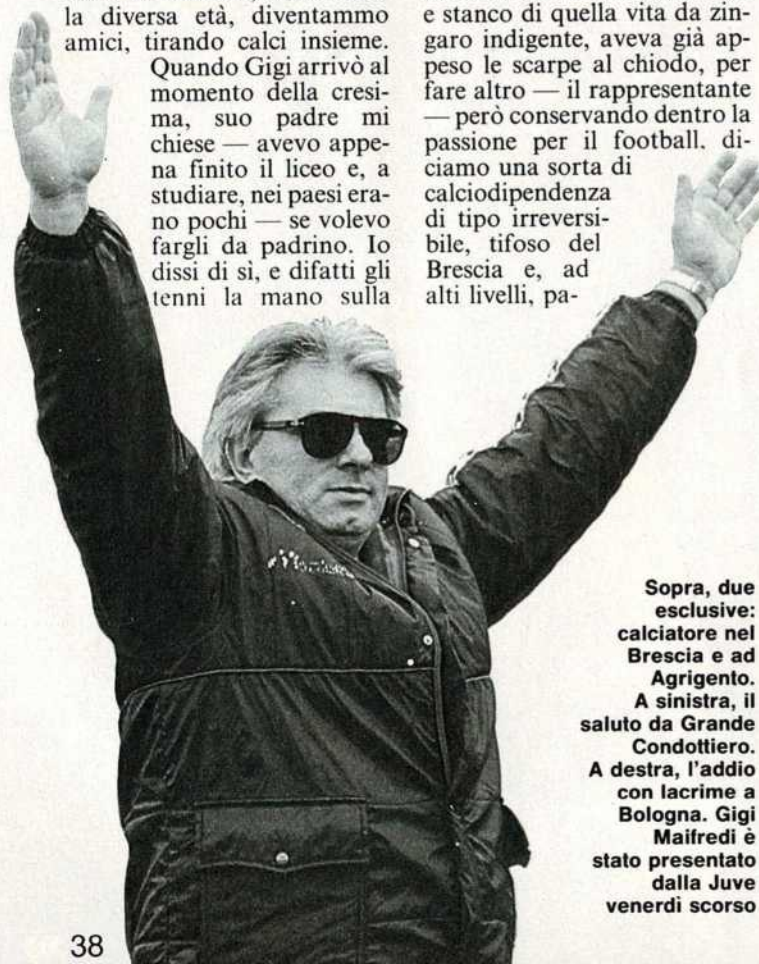 la diversa età, diventammo
amici, tirando calci insieme.
Quando Gigi arrivò al
momento della cresi-
ma, suo padre mi
chiese — avevo appe-
na finito il liceo e, a
studiare, nei paesi era-
no pochi — se volevo
fargli da padrino. Io
dissi di sì, e difatti gli
tenni la mano sulla
e stanco di quella vita da zin-
garo indigente, aveva già ap-
peso le scarpe al chiodo, per
fare altro — il rappresentante
— però conservando dentro la
passione per il football. di-
ciamo una sorta di
calciodipendenza
di tipo irreversi-
bile, tifoso del
Brescia e, ad
alti livelli, pa-
Sopra, due
esclusive:
calciatore nel
Brescia e ad
Agrigento.
A sinistra, il
saluto da Grande
Condottiero.
A destra, l'addio
con lacrime a
Bologna. Gigi
Maifredi è
stato presentato
dalla Juve
venerdì scorso
38